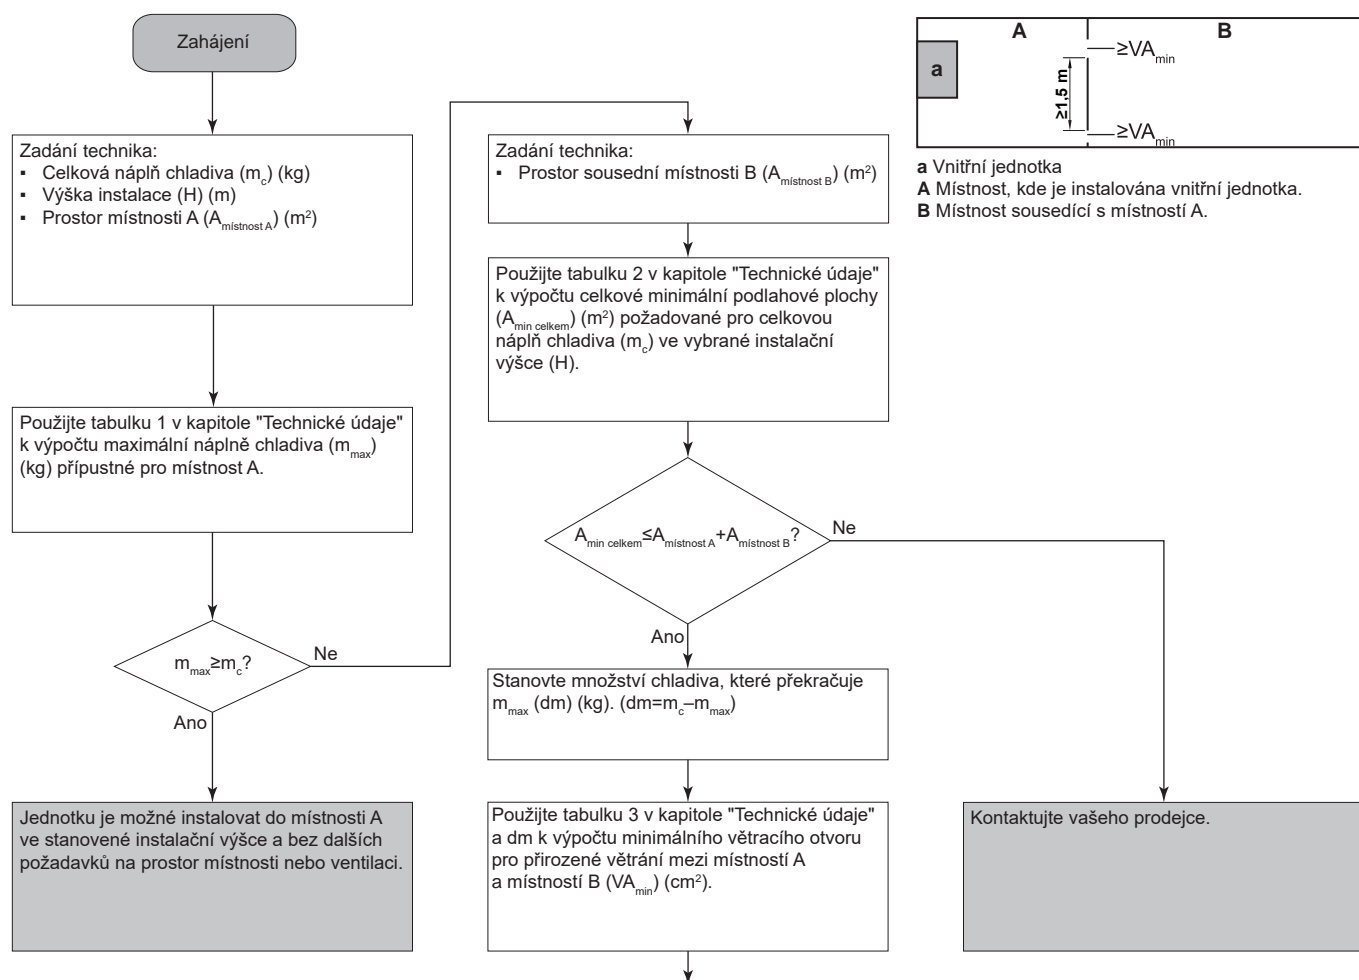 Zahájení
Zadání technika:
▪ Celková náplň chladiva (mc) (kg)
▪ Výška instalace (H) (m)
▪ Prostor místnosti A (Amístnost A) (m²)
Použijte tabulku 1 v kapitole "Technické údaje"
k výpočtu maximální náplně chladiva (mmax)
(kg) přípustné pro místnost A.
mmax≥mc?
Ne
Ano
Jednotku je možné instalovat do místnosti A
ve stanovené instalační výšce a bez dalších
požadavků na prostor místnosti nebo ventilaci.
Zadání technika:
▪ Prostor sousední místnosti B (Amístnost B) (m²)
Použijte tabulku 2 v kapitole "Technické údaje"
k výpočtu celkové minimální podlahové plochy
(Amin celkem) (m²) požadované pro celkovou
náplň chladiva (mc) ve vybrané instalační
výšce (H).
Amin celkem≤Amístnost A+Amístnost B?
Ne
Ano
Stanovte množství chladiva, které překračuje
mmax (dm) (kg). (dm=mc–mmax)
Použijte tabulku 3 v kapitole "Technické údaje"
a dm k výpočtu minimálního větracího otvoru
pro přirozené větrání mezi místností A
a místností B (VAmin) (cm²).
Kontaktujte vašeho prodejce.
A
B
a
≥VAmin
≥1,5 m
≥VAmin
a Vnitřní jednotka
A Místnost, kde je instalována vnitřní jednotka.
B Místnost sousedící s místností A.